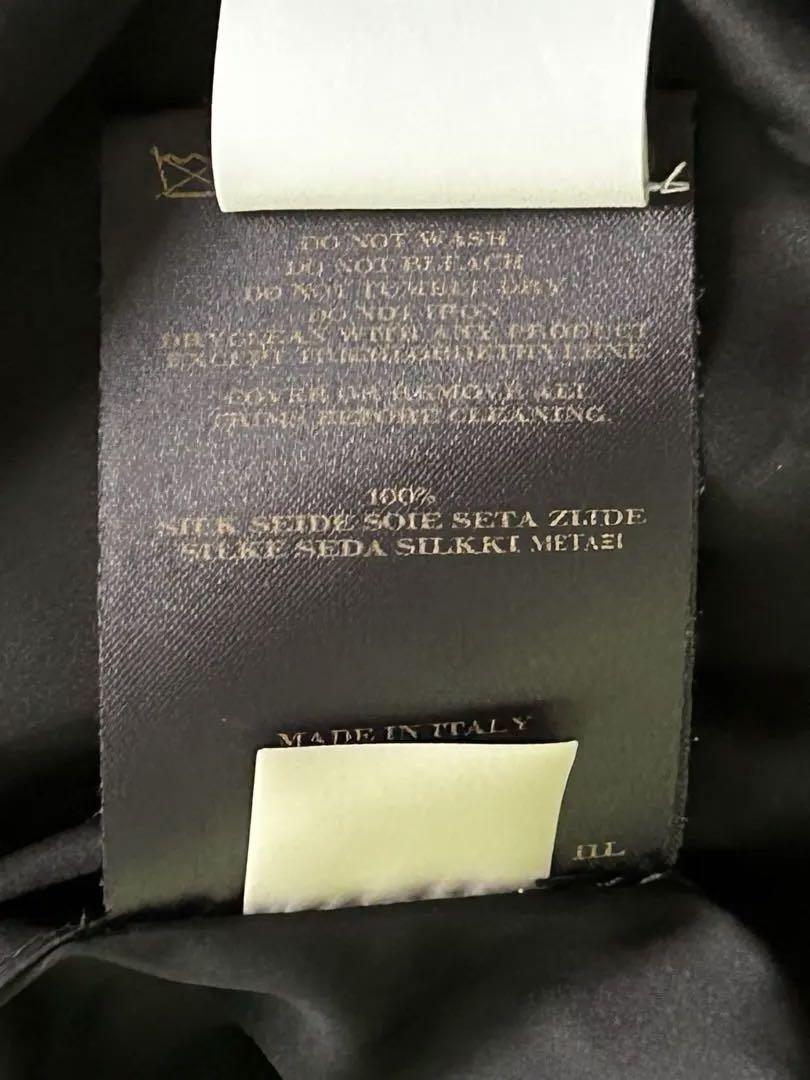 DO NOT WASH
DO NOT BLEACH
DO NOT TUMBLE DRY
DO NOT IRON
DRYCLEAN WITH ANY PRODUCT
EXCEPT TRICHLOROETHYLENE
COVER OR REMOVE ALL
TRIMS BEFORE CLEANING.
100%
SILK SEIDE SOIE SETA ZIJDE
SILKE SEDA SILKKI ΜΕΤΑΞΙ
MADE IN ITALY